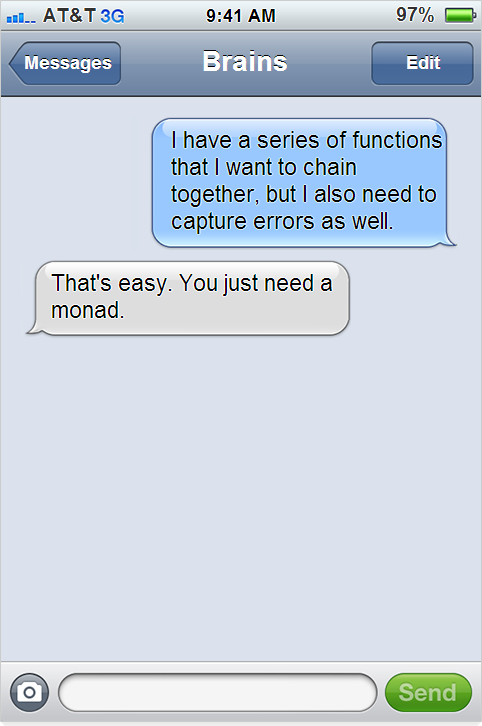 AT&T 3G 9:41 AM 97%
Messages Brains Edit
I have a series of functions
that I want to chain
together, but I also need to
capture errors as well.
That's easy. You just need a
monad.
Send